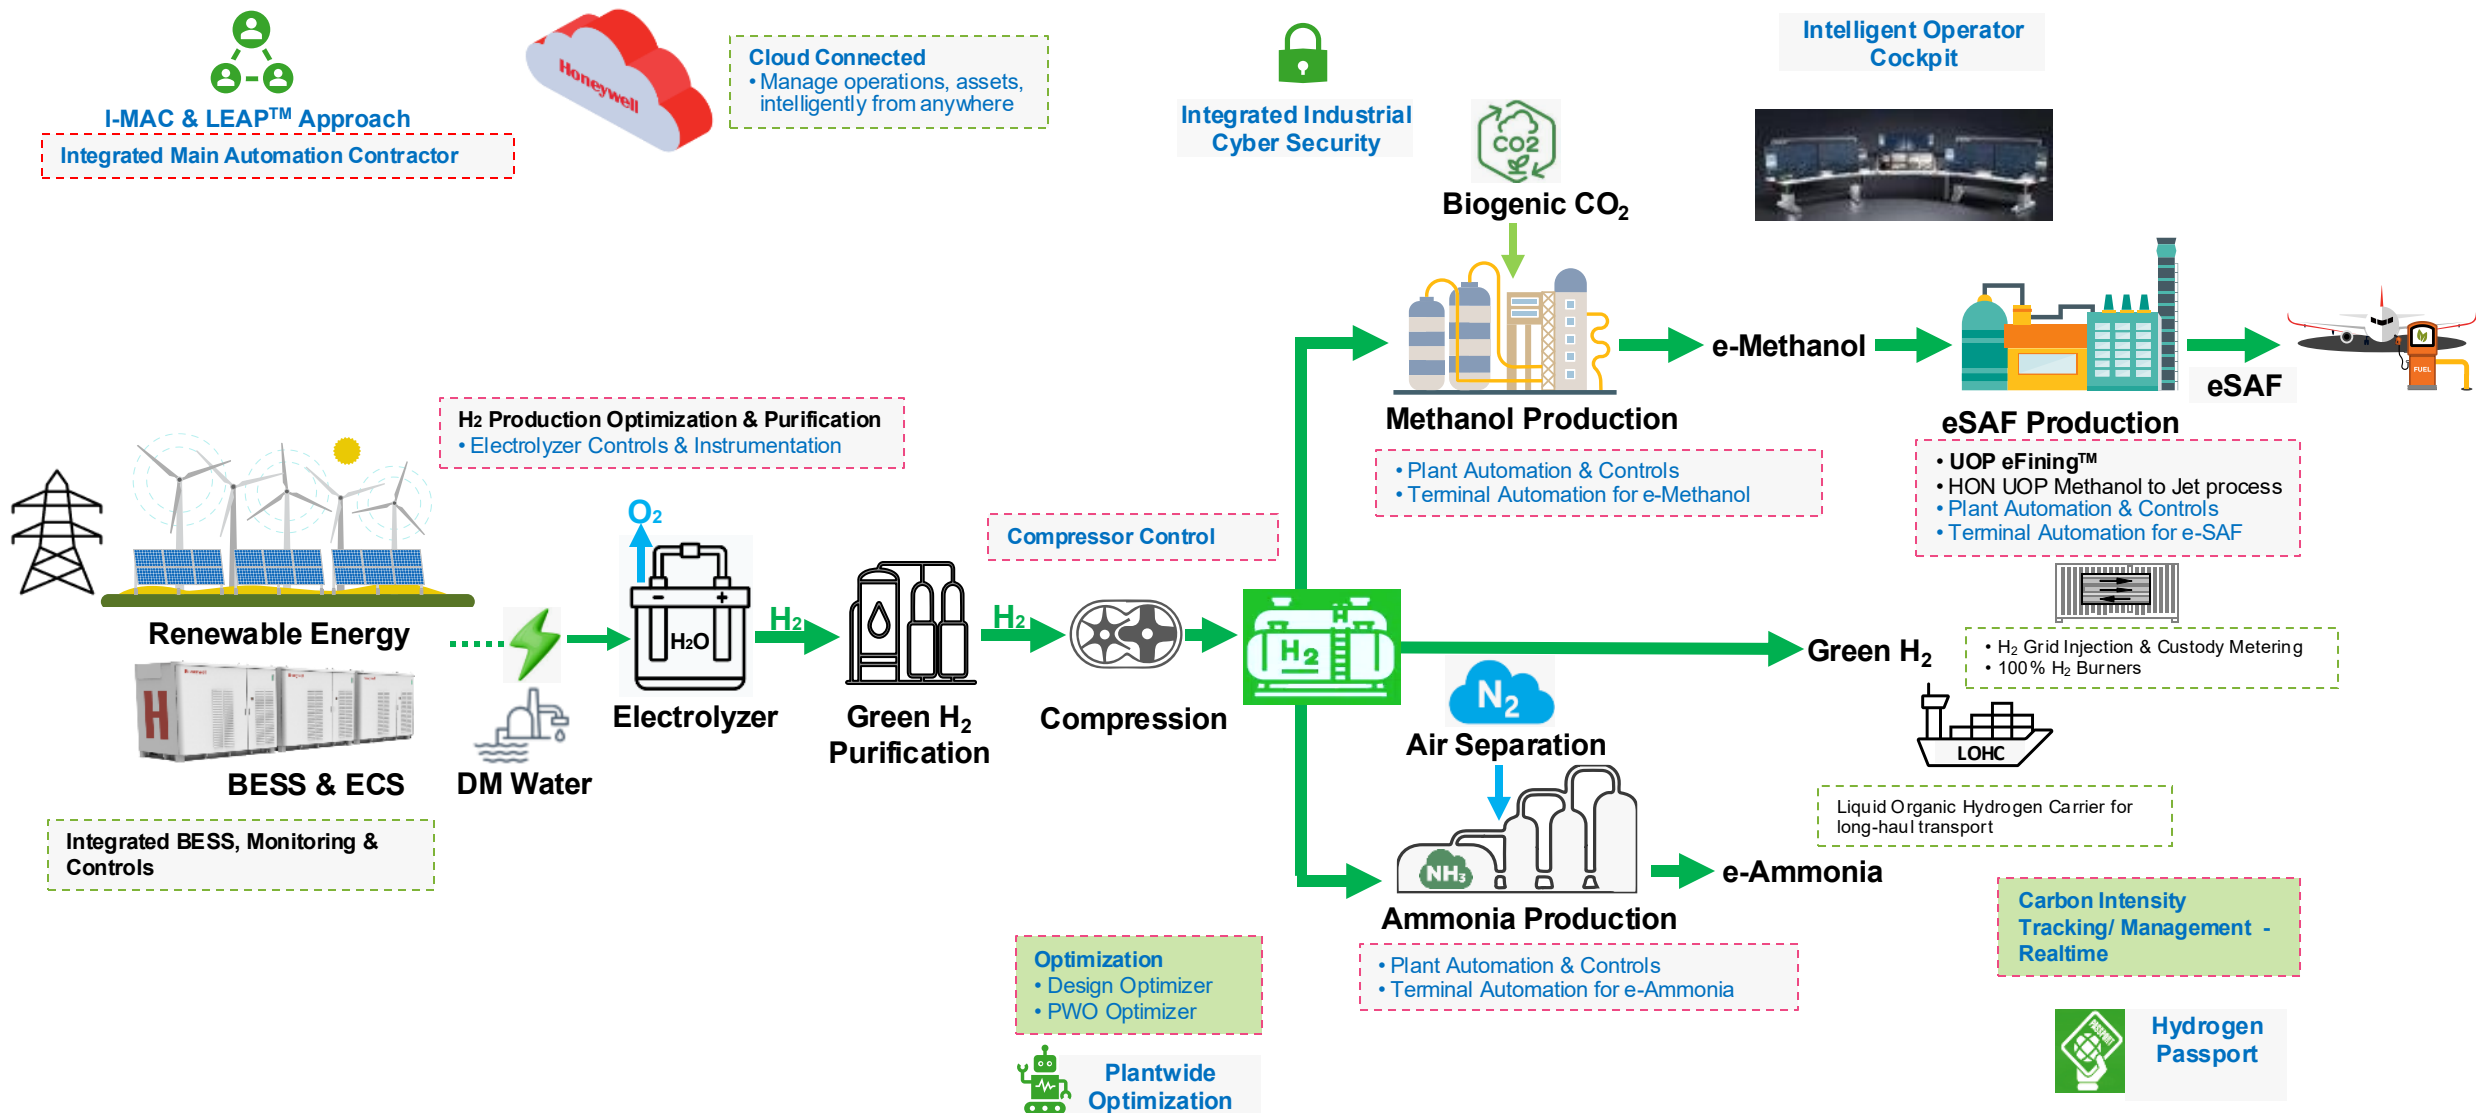 I-MAC & LEAP™ Approach
Integrated Main Automation Contractor
Honeywell
Cloud Connected
• Manage operations, assets,
intelligently from anywhere
Integrated Industrial
Cyber Security
CO2
Biogenic CO₂
Intelligent Operator
Cockpit
H₂ Production Optimization & Purification
• Electrolyzer Controls & Instrumentation
Renewable Energy
H
BESS & ECS
Integrated BESS, Monitoring &
Controls
DM Water
O₂
H₂O
Electrolyzer
H₂
Green H₂
Purification
H₂
Compressor Control
Compression
H
H₂
Methanol Production
• Plant Automation & Controls
• Terminal Automation for e-Methanol
e-Methanol
eSAF Production
• UOP eFining™
• HON UOP Methanol to Jet process
• Plant Automation & Controls
• Terminal Automation for e-SAF
eSAF
FUEL
Green H₂
• H₂ Grid Injection & Custody Metering
• 100% H₂ Burners
LOHC
Liquid Organic Hydrogen Carrier for
long-haul transport
N₂
Air Separation
NH₃
Ammonia Production
• Plant Automation & Controls
• Terminal Automation for e-Ammonia
e-Ammonia
Optimization
• Design Optimizer
• PWO Optimizer
Plantwide
Optimization
Carbon Intensity
Tracking/ Management -
Realtime
PASSPORT
Hydrogen
Passport